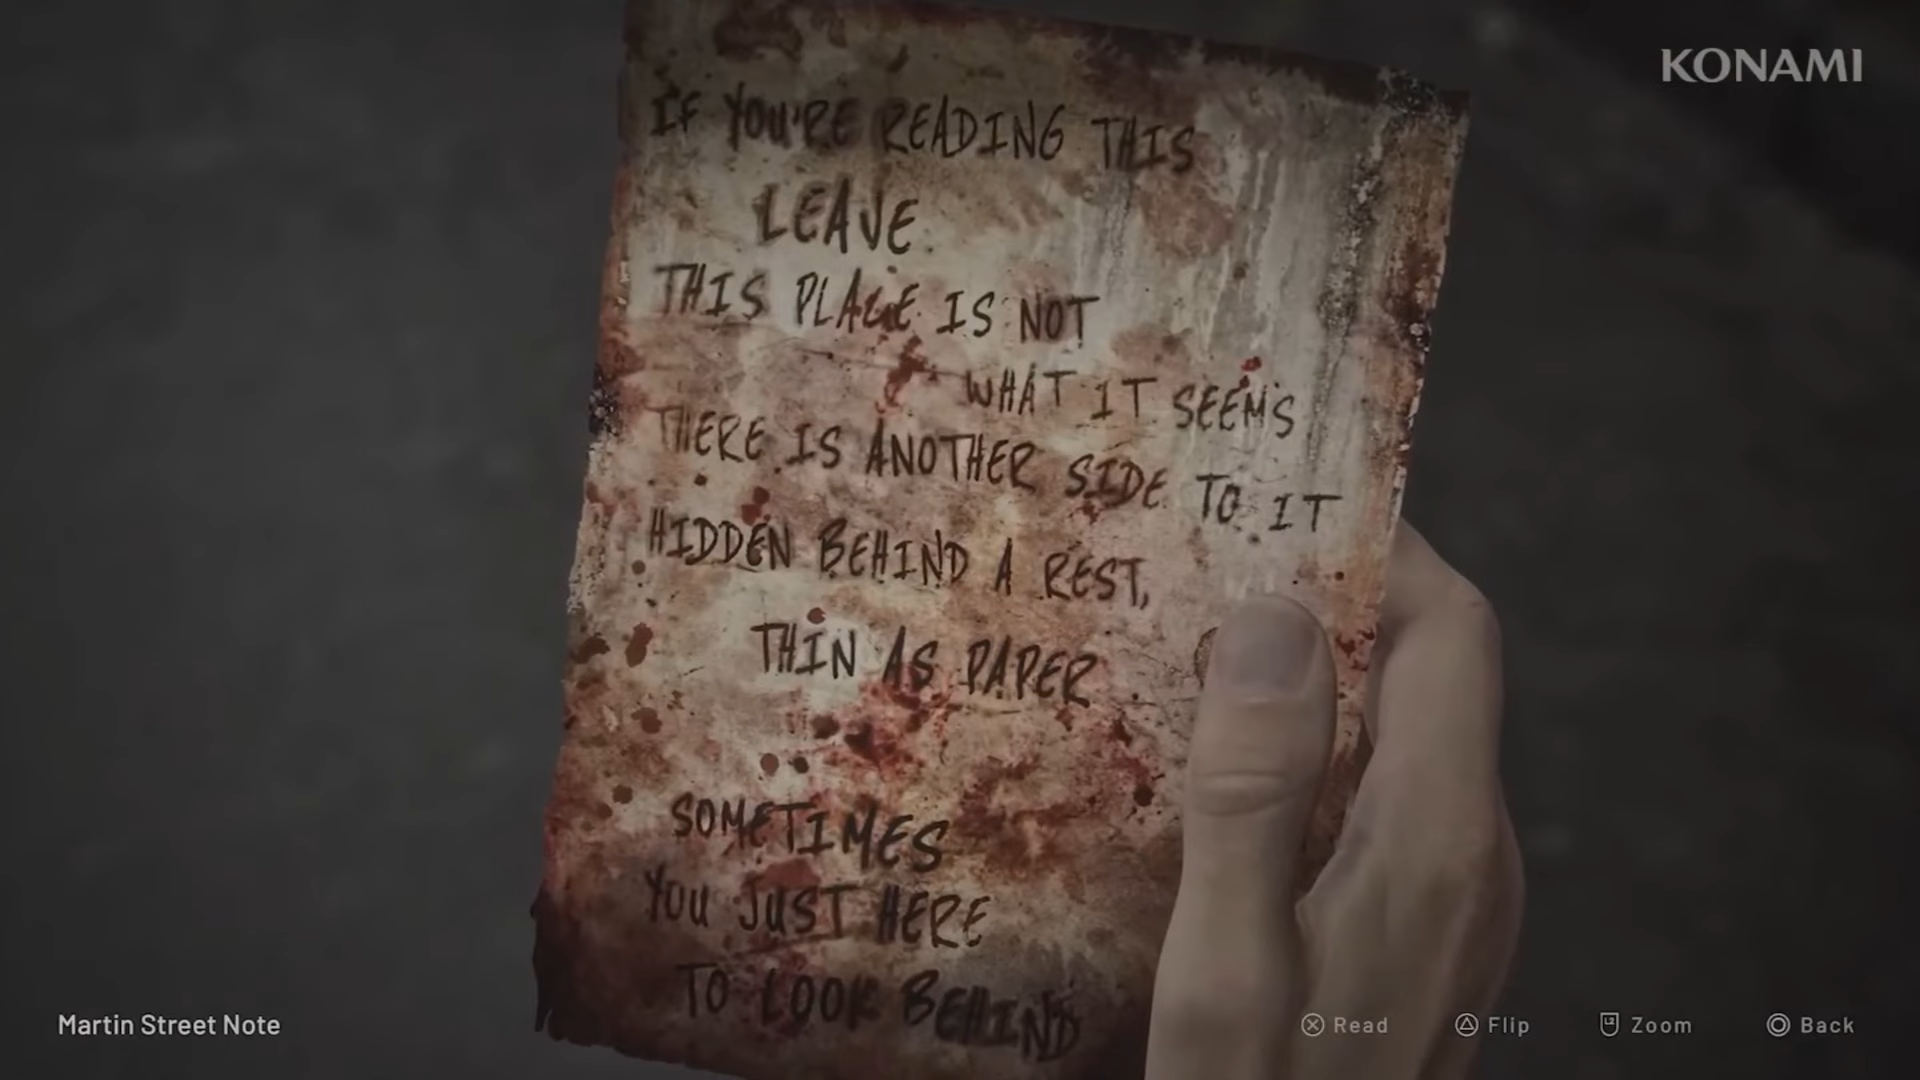 KONAMI
IF YOU'RE READING THIS
LEAVE
THIS PLACE IS NOT
WHAT IT SEEMS
THERE IS ANOTHER SIDE TO IT
HIDDEN BEHIND A REST,
THIN AS PAPER
SOMETIMES
YOU JUST HERE
TO LOOK BEHIND
Martin Street Note
Read
Flip
L2 Zoom
Back